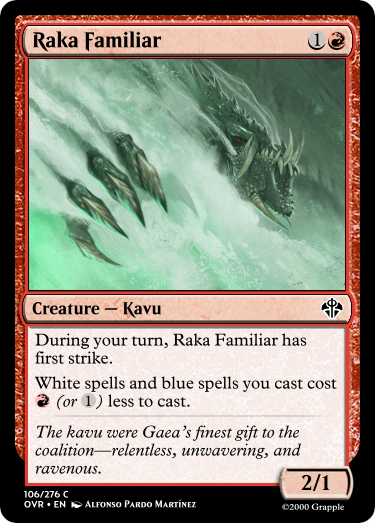 Raka Familiar 1
Creature — Kavu
During your turn, Raka Familiar has
first strike.
White spells and blue spells you cast cost
(or 1) less to cast.
The kavu were Gaea's finest gift to the
coalition—relentless, unwavering, and
ravenous.
2/1
106/276 C
OVR • EN Alfonso Pardo Martínez
©2000 Grapple